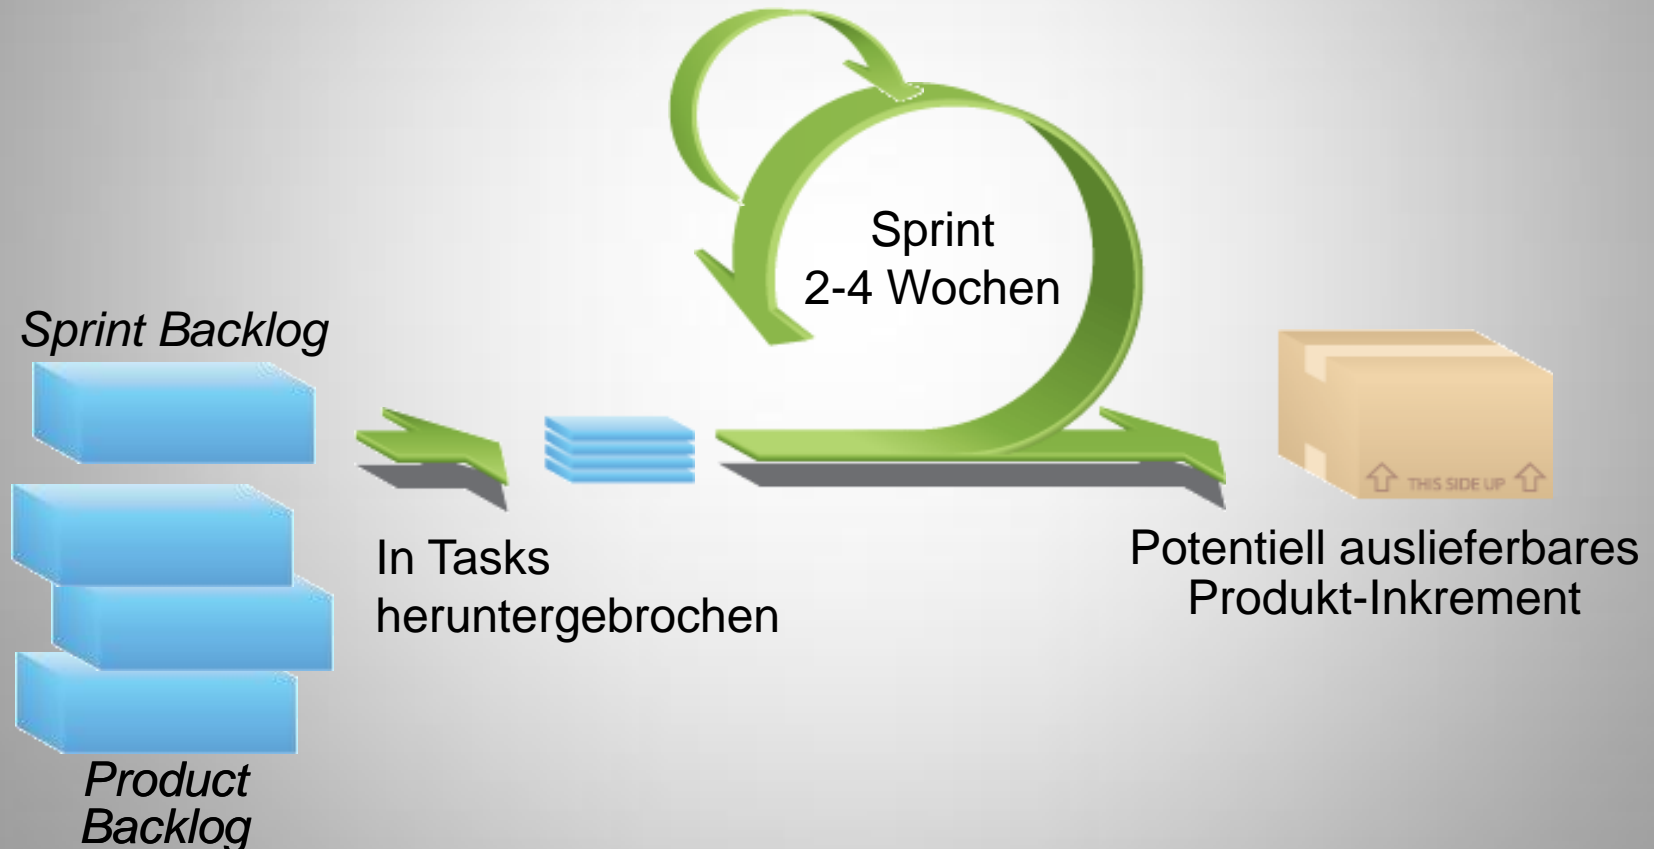 Sprint
2-4 Wochen
Sprint Backlog
THIS SIDE UP
In Tasks
heruntergebrochen
Potentiell auslieferbares
Produkt-Inkrement
Product
Backlog